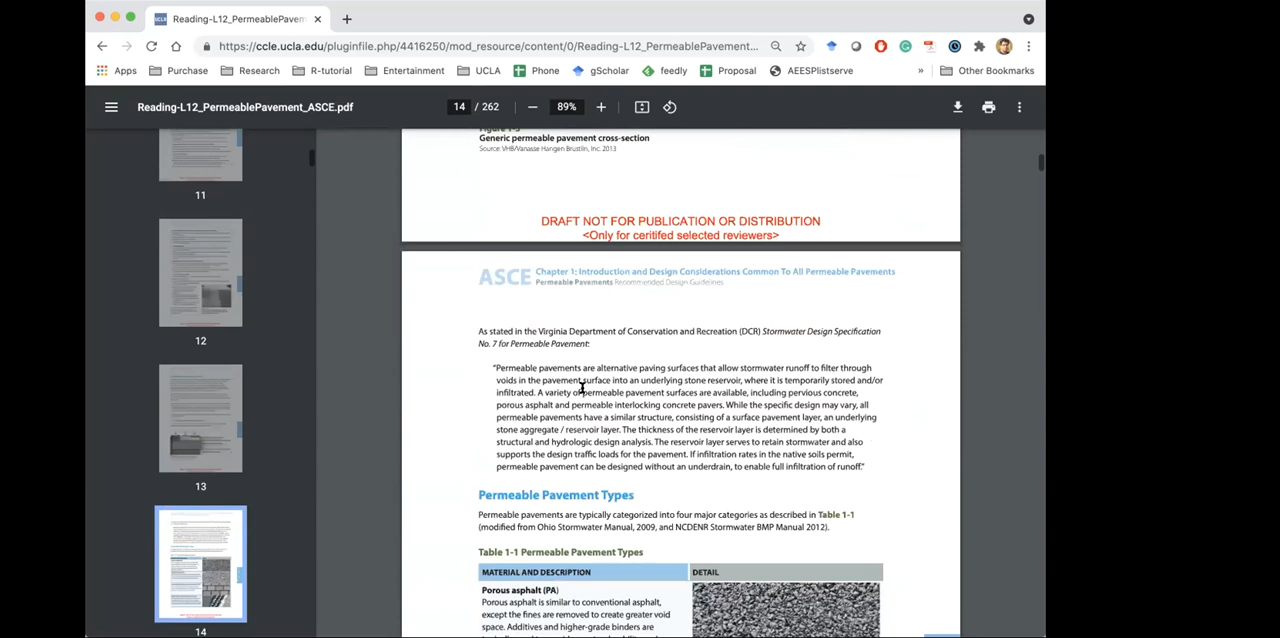 Reading-L12_PermeablePavem
https://ccle.ucla.edu/pluginfile.php/4416250/mod_resource/content/0/Reading-L12_PermeablePavement...
Apps Purchase Research R-tutorial Entertainment UCLA Phone gScholar feedly Proposal AEESPlistserve » Other Bookmarks
Reading-L12_PermeablePavement_ASCE.pdf 14 / 262 89%
11
12
13
14
Generic permeable pavement cross-section
Source: VHB/Vanasse Hangen Brustlin, Inc. 2013
DRAFT NOT FOR PUBLICATION OR DISTRIBUTION
<Only for ceritifed selected reviewers>
ASCE Chapter 1: Introduction and Design Considerations Common To All Permeable Pavements
Permeable Pavements Recommended Design Guidelines
As stated in the Virginia Department of Conservation and Recreation (DCR) Stormwater Design Specification
No. 7 for Permeable Pavement:
“Permeable pavements are alternative paving surfaces that allow stormwater runoff to filter through
voids in the pavement surface into an underlying stone reservoir, where it is temporarily stored and/or
infiltrated. A variety of permeable pavement surfaces are available, including pervious concrete,
porous asphalt and permeable interlocking concrete pavers. While the specific design may vary, all
permeable pavements have a similar structure, consisting of a surface pavement layer, an underlying
stone aggregate / reservoir layer. The thickness of the reservoir layer is determined by both a
structural and hydrologic design analysis. The reservoir layer serves to retain stormwater and also
supports the design traffic loads for the pavement. If infiltration rates in the native soils permit,
permeable pavement can be designed without an underdrain, to enable full infiltration of runoff.”
Permeable Pavement Types
Permeable pavements are typically categorized into four major categories as described in Table 1-1
(modified from Ohio Stormwater Manual, 2009, and NCDENR Stormwater BMP Manual 2012).
Table 1-1 Permeable Pavement Types
MATERIAL AND DESCRIPTION DETAIL
Porous asphalt (PA)
Porous asphalt is similar to conventional asphalt,
except the fines are removed to create greater void
space. Additives and higher-grade binders are